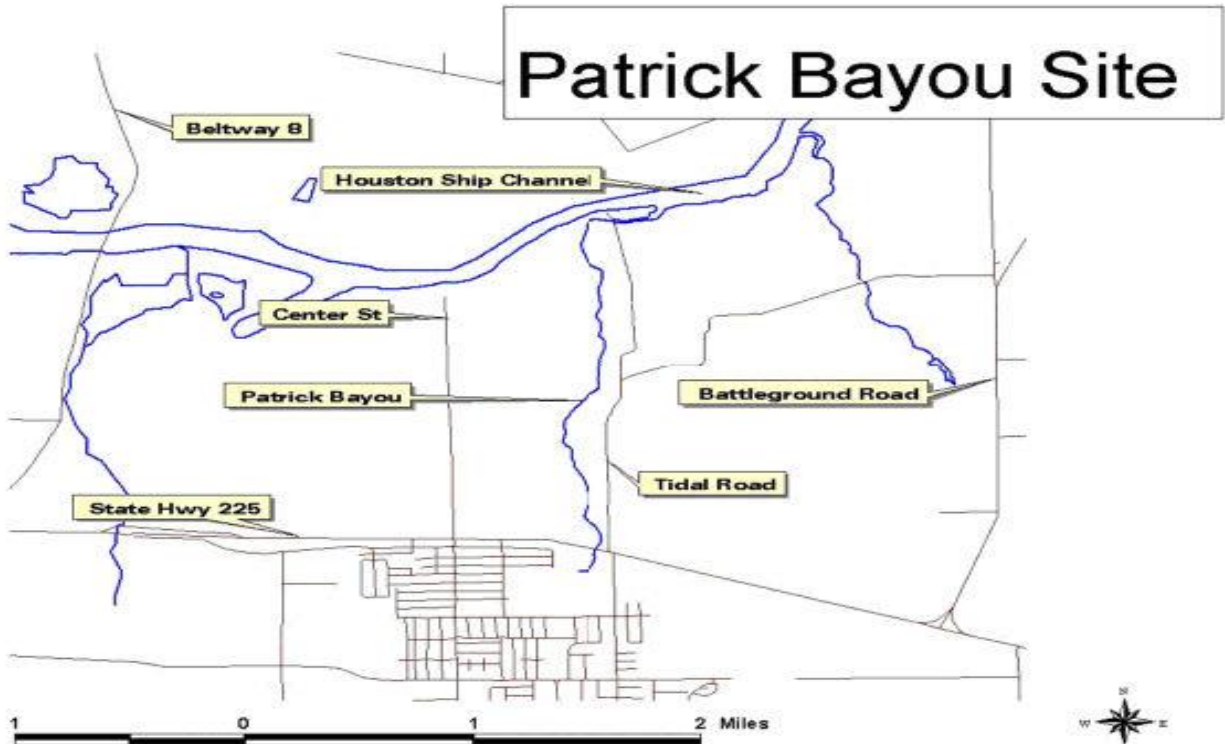 Patrick Bayou Site
Beltway 8
Houston Ship Channel
Center St
Patrick Bayou
Battleground Road
Tidal Road
State Hwy 225
1 0 1 2 Miles
N
W E
S